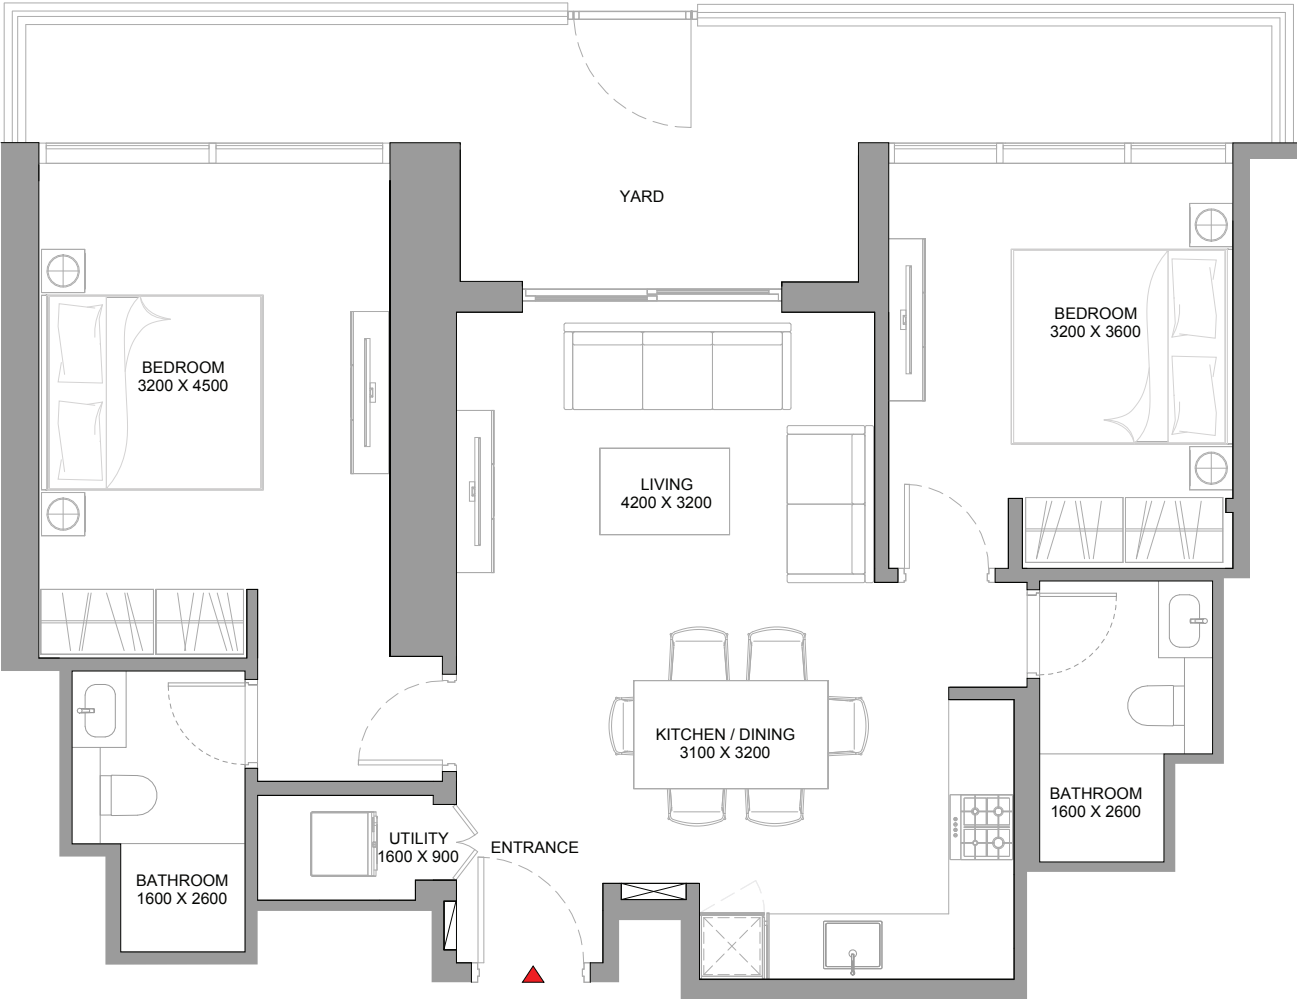 YARD
BEDROOM
3200 X 4500
BEDROOM
3200 X 3600
LIVING
4200 X 3200
KITCHEN / DINING
3100 X 3200
BATHROOM
1600 X 2600
UTILITY
1600 X 900
ENTRANCE
BATHROOM
1600 X 2600